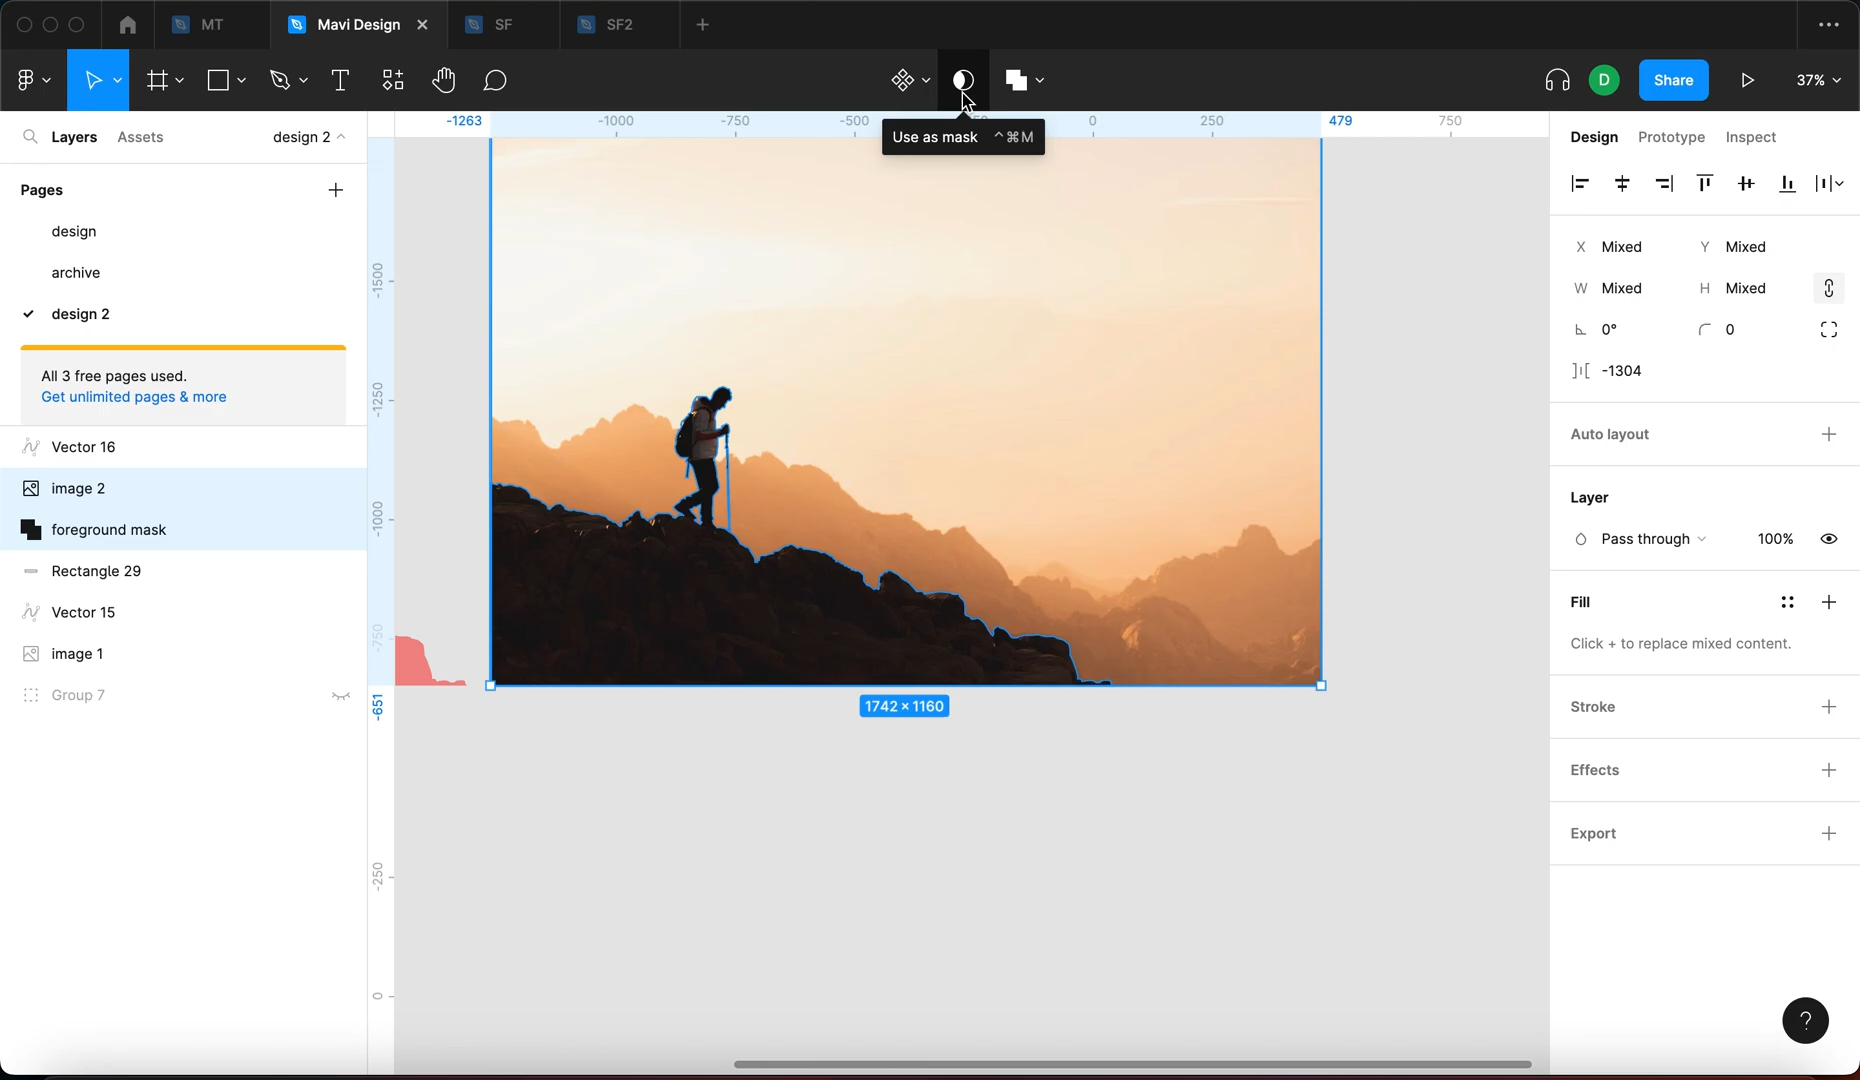 MT
Mavi Design
SF
SF2
Share
D
37%
Use as mask ^⌘M
Layers
Assets
design 2
Pages
design
archive
design 2
All 3 free pages used.
Get unlimited pages & more
Vector 16
image 2
foreground mask
Rectangle 29
Vector 15
image 1
Group 7
-1263
-1000
-750
-500
0
250
479
750
-1500
-1250
-1000
-750
-651
-250
0
1742 × 1160
Design
Prototype
Inspect
X Mixed
Y Mixed
W Mixed
H Mixed
0°
0
-1304
Auto layout
Layer
Pass through
100%
Fill
Click + to replace mixed content.
Stroke
Effects
Export
?